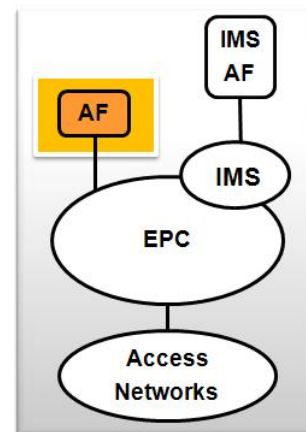 IMS
AF
AF
IMS
EPC
Access
Networks